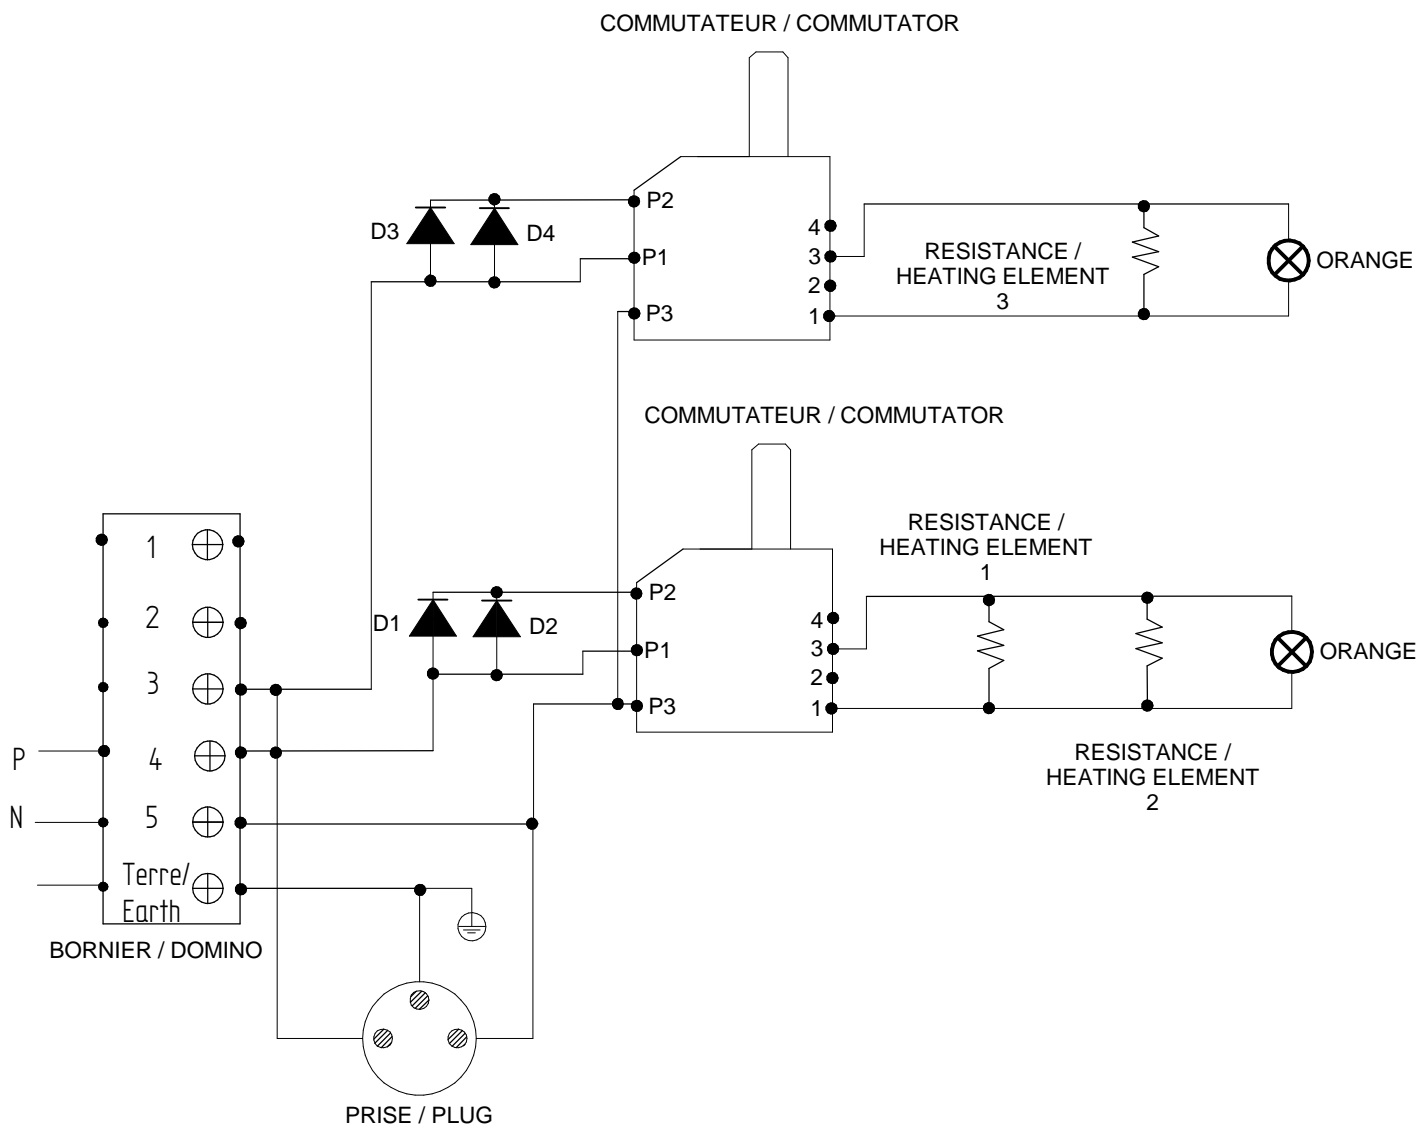 COMMUTATEUR / COMMUTATOR
P2
D3
D4
4
P1
3
RESISTANCE /
HEATING ELEMENT
3
ORANGE
2
P3
1
COMMUTATEUR / COMMUTATOR
RESISTANCE /
HEATING ELEMENT
1
1
P2
2
D1
D2
4
P1
3
ORANGE
2
3
P3
1
P
4
RESISTANCE /
HEATING ELEMENT
2
N
5
Terre/
Earth
BORNIER / DOMINO
PRISE / PLUG